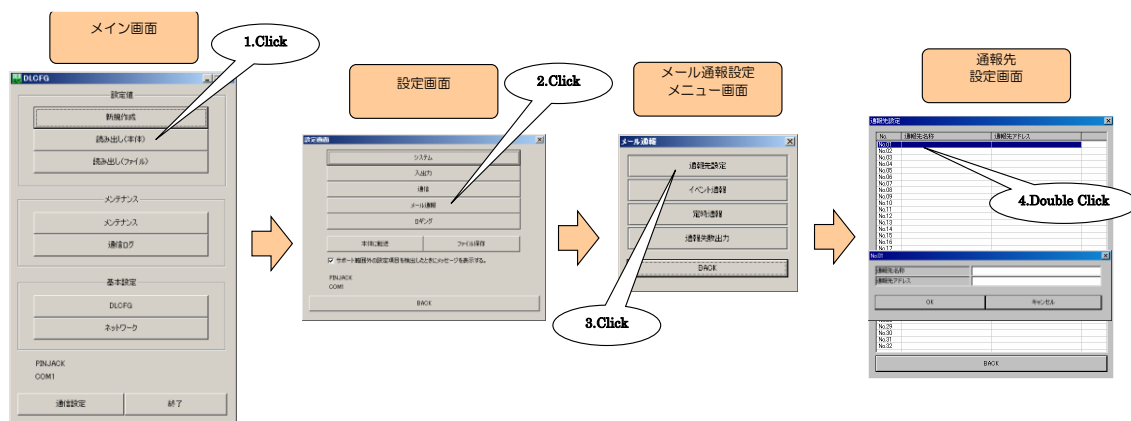 メイン画面
1.Click
DLCFG
設定値
新規作成
読み出し(本体)
読み出し(ファイル)
メンテナンス
メンテナンス
通信ログ
基本設定
DLCFG
ネットワーク
PINJACK
COM1
通信設定
終了
設定画面
2.Click
設定画面
システム
入出力
通信
メール通報
ロギング
本体に転送
ファイル保存
サポート範囲外の設定項目を検出したときにメッセージを表示する。
PINJACK
COM1
BACK
メール通報設定
メニュー画面
メール通報
通報先設定
イベント通報
定時通報
通報失敗出力
BACK
3.Click
通報先
設定画面
通報先設定
No. 通報先名称 通報先アドレス
No.01
No.02
No.03
No.04
No.05
No.06
No.07
No.08
No.09
No.10
No.11
No.12
No.13
No.14
No.15
No.16
No.17
4.Double Click
No.01
通報先名称
通報先アドレス
OK
キャンセル
No.29
No.30
No.31
No.32
BACK